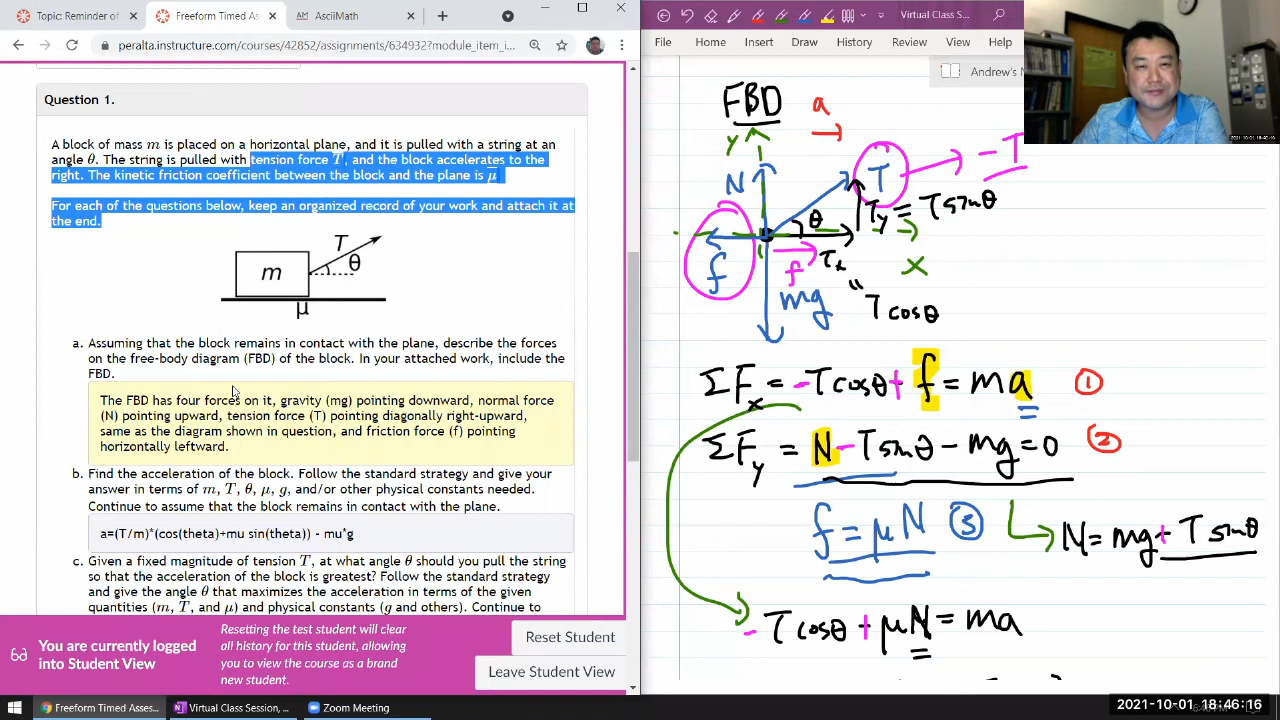 Topic Reminder o
Freeform Timed As
AsciiMath
peralta.instructure.com/courses/42852/assignments/634932?module_item_i...
Question 1.
A block of mass m is placed on a horizontal plane, and it is pulled with a string at an
angle θ. The string is pulled with tension force T, and the block accelerates to the
right. The kinetic friction coefficient between the block and the plane is μ
For each of the questions below, keep an organized record of your work and attach it at
the end.
T
m
θ
μ
a. Assuming that the block remains in contact with the plane, describe the forces
on the free-body diagram (FBD) of the block. In your attached work, include the
FBD.
The FBD has four forces on it, gravity (mg) pointing downward, normal force
(N) pointing upward, tension force (T) pointing diagonally right-upward,
same as the diagram shown in question, and friction force (f) pointing
horizontally leftward.
b. Find the acceleration of the block. Follow the standard strategy and give your
answer in terms of m, T, θ, μ, g, and/or other physical constants needed.
Continue to assume that the block remains in contact with the plane.
a=(T/m)*(cos(theta)+mu sin(theta)) - mu*g
c. Given a fixed magnitude of tension T, at what angle θ should you pull the string
so that the acceleration of the block is greatest? Follow the standard strategy
and give the angle θ that maximizes the acceleration in terms of the given
quantities (m, T, and μ) and physical constants (g and others). Continue to
You are currently logged
into Student View
Resetting the test student will clear
all history for this student, allowing
you to view the course as a brand
new student.
Reset Student
Leave Student View
Freeform Timed Asses...
Virtual Class Session, ...
Zoom Meeting
Virtual Class S...
File Home Insert Draw History Review View Help
Andrew's N
FBD
a
y
-T
N
T
θ
Ty = T sinθ
f
f
Tx
x
"
mg
T cosθ
ΣFx = -Tcosθ + f = ma ①
ΣFy = N - Tsinθ - mg = 0 ②
f = μN ③
N = mg + T sinθ
- Tcosθ + μN = ma
2021-10-01 18:46:16
2021-10-01 18:46:16